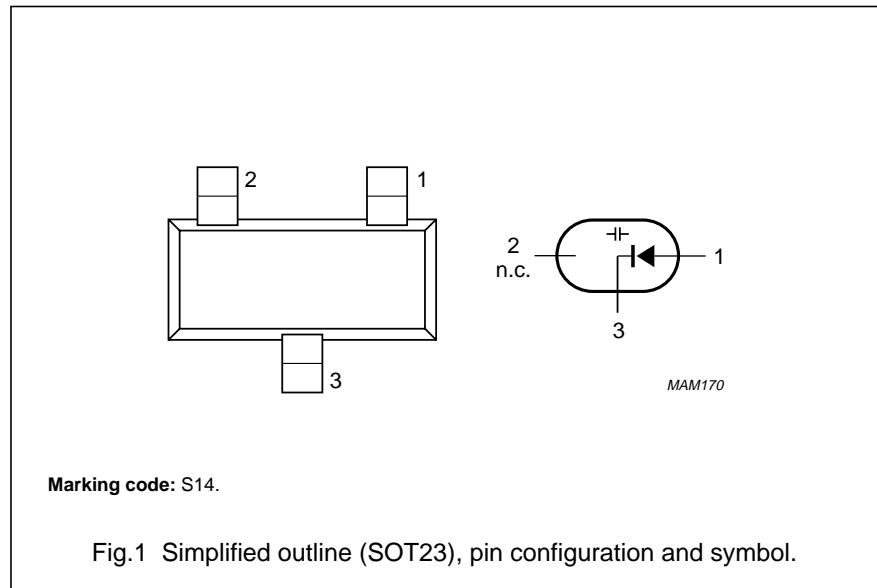 2
1
3
2
n.c.
1
3
MAM170
Marking code: S14.
Fig.1 Simplified outline (SOT23), pin configuration and symbol.